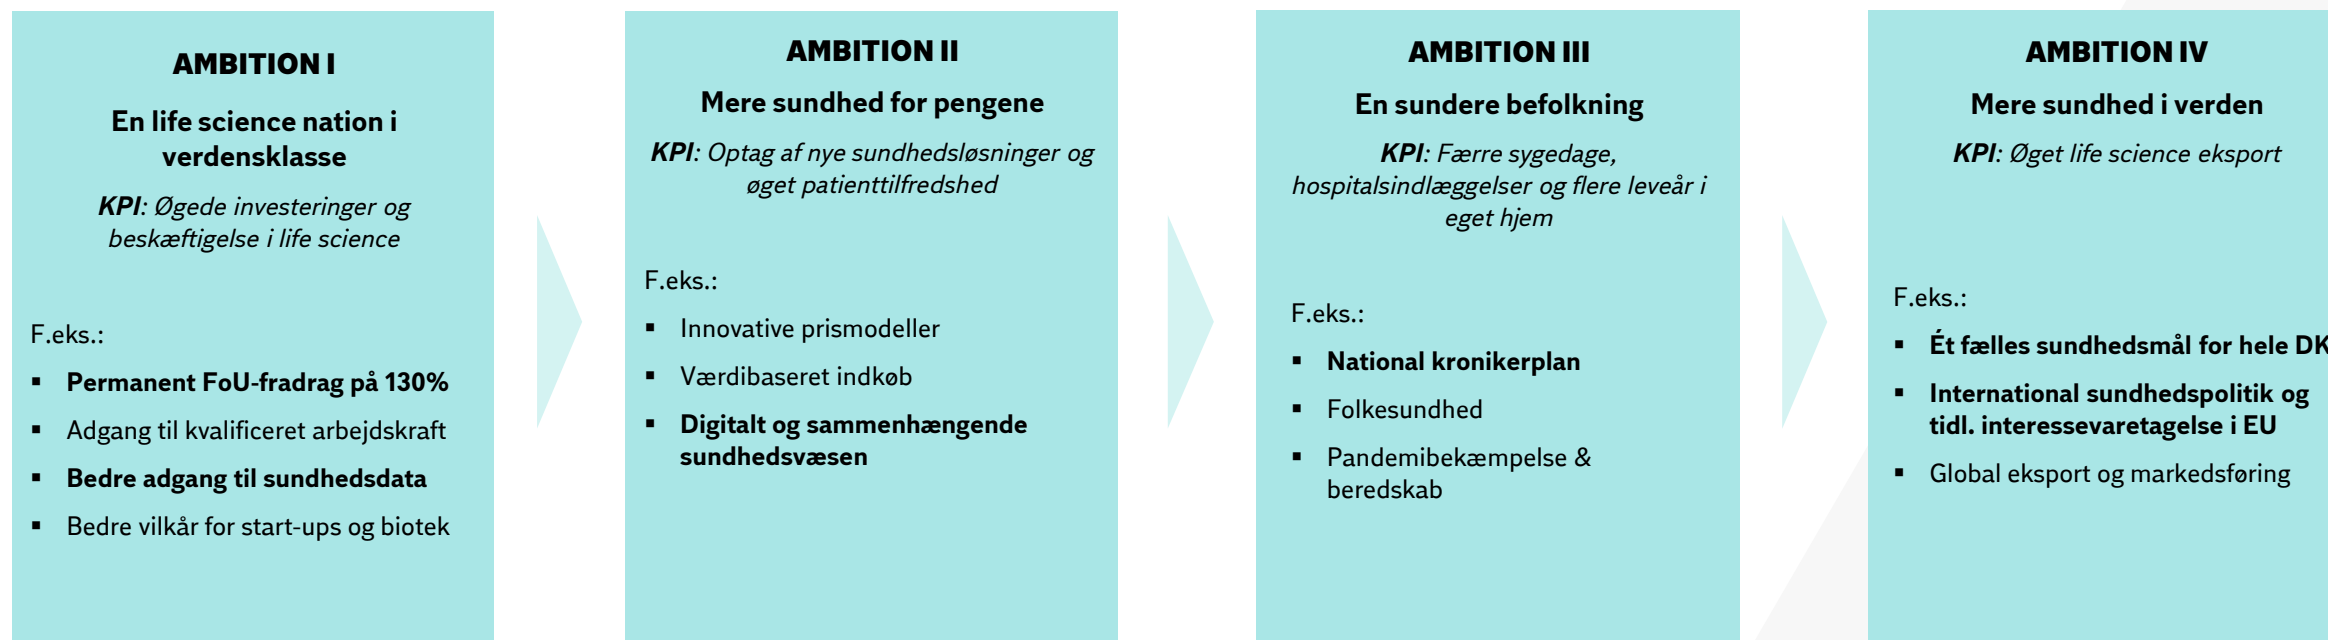 AMBITION I
En life science nation i
verdensklasse
KPI: Øgede investeringer og
beskæftigelse i life science
F.eks.:
▪ Permanent FoU-fradrag på 130%
▪ Adgang til kvalificeret arbejdskraft
▪ Bedre adgang til sundhedsdata
▪ Bedre vilkår for start-ups og biotek
AMBITION II
Mere sundhed for pengene
KPI: Optag af nye sundhedsløsninger og
øget patienttilfredshed
F.eks.:
▪ Innovative prismodeller
▪ Værdibaseret indkøb
▪ Digitalt og sammenhængende
sundhedsvæsen
AMBITION III
En sundere befolkning
KPI: Færre sygedage,
hospitalsindlæggelser og flere leveår i
eget hjem
F.eks.:
▪ National kronikerplan
▪ Folkesundhed
▪ Pandemibekæmpelse &
beredskab
AMBITION IV
Mere sundhed i verden
KPI: Øget life science eksport
F.eks.:
▪ Ét fælles sundhedsmål for hele DK
▪ International sundhedspolitik og
tidl. interessevaretagelse i EU
▪ Global eksport og markedsføring